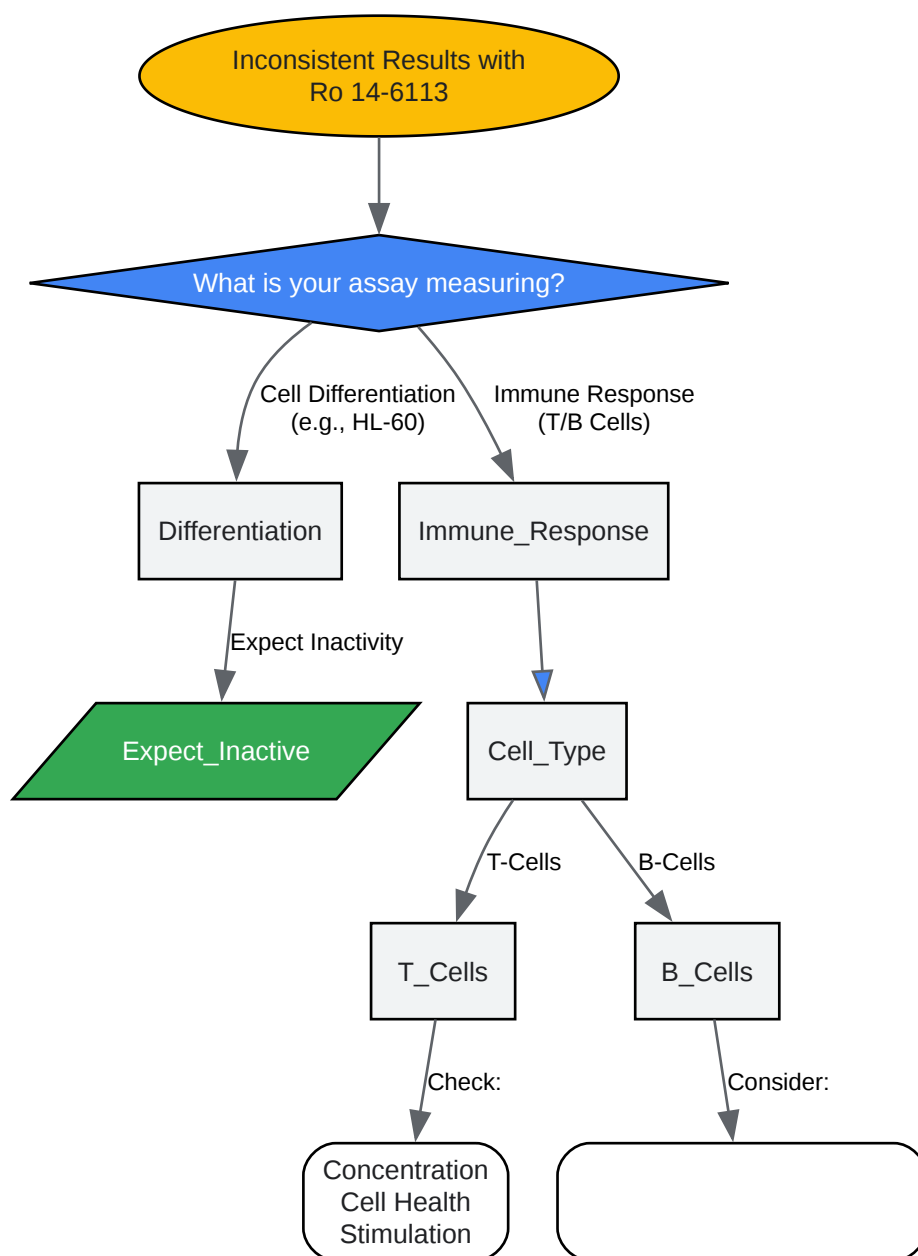 Inconsistent Results with
Ro 14-6113
What is your assay measuring?
Cell Differentiation
(e.g., HL-60)
Immune Response
(T/B Cells)
Differentiation
Immune_Response
Expect Inactivity
Expect_Inactive
Cell_Type
T-Cells
B-Cells
T_Cells
B_Cells
Check:
Consider:
Concentration
Cell Health
Stimulation